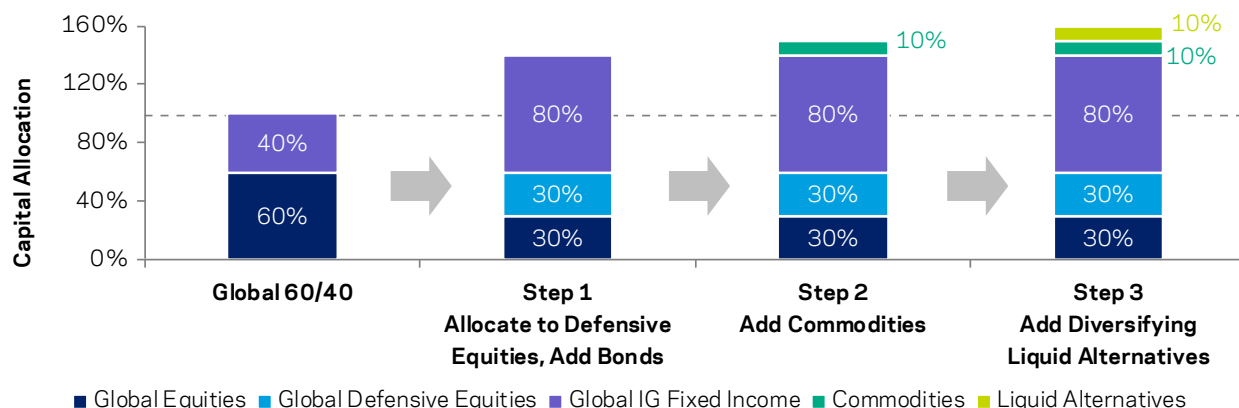 160%
120%
80%
40%
0%
Capital Allocation
40%
60%
80%
30%
30%
10%
80%
30%
30%
10%
10%
80%
30%
30%
Global 60/40
Step 1
Allocate to Defensive
Equities, Add Bonds
Step 2
Add Commodities
Step 3
Add Diversifying
Liquid Alternatives
Global Equities Global Defensive Equities Global IG Fixed Income Commodities Liquid Alternatives